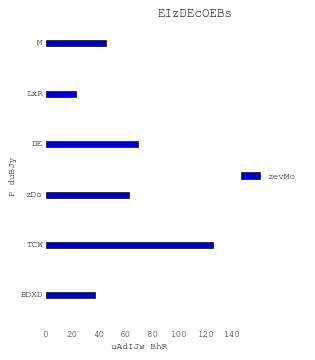 EIzDEcOEBs
M
LxR
DE
zDo
TCW
BDXD
P duBJy
zevMo
0 20 40 60 80 100 120 140
uAdIJw BhR